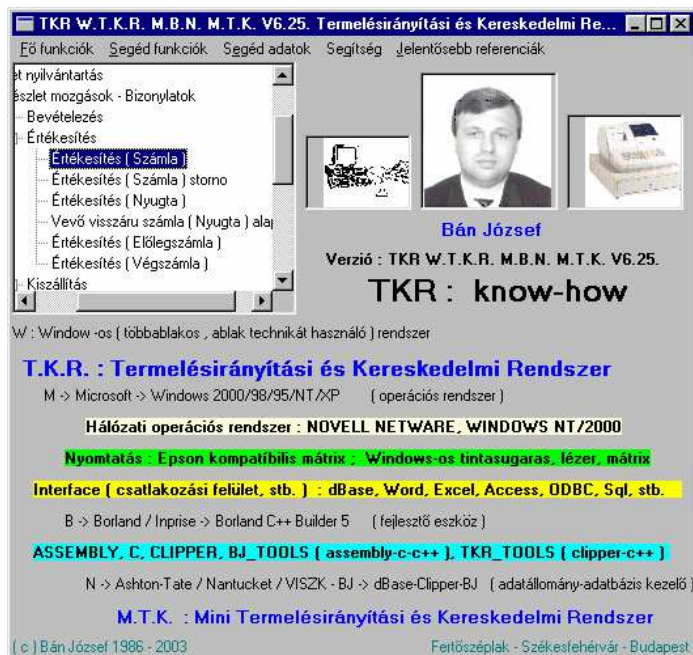 TKR W.T.K.R. M.B.N. M.T.K. V6.25. Termelésirányítási és Kereskedelmi Re...
Fő funkciók Segéd funkciók Segéd adatok Segítség Jelentősebb referenciák
et nyilvántartás
észlet mozgások - Bizonylatok
Bevételezés
Értékesítés
Értékesítés ( Számla )
Értékesítés ( Számla ) storno
Értékesítés ( Nyugta )
Vevő visszáru számla ( Nyugta ) alap
Értékesítés ( Előlegszámla )
Értékesítés ( Végszámla )
Kiszállítás
Bán József
Verzió : TKR W.T.K.R. M.B.N. M.T.K. V6.25.
TKR : know-how
W : Window -os ( többablakos , ablak technikát használó ) rendszer
T.K.R. : Termelésirányítási és Kereskedelmi Rendszer
M -> Microsoft -> Windows 2000/98/95/NT/XP ( operációs rendszer )
Hálózati operációs rendszer : NOVELL NETWARE, WINDOWS NT/2000
Nyomtatás : Epson kompatíbilis mátrix ; Windows-os tintasugaras, lézer, mátrix
Interface ( csatlakozási felület, stb. ) : dBase, Word, Excel, Access, ODBC, Sql, stb.
B -> Borland / Inprise -> Borland C++ Builder 5 ( fejlesztő eszköz )
ASSEMBLY, C, CLIPPER, BJ_TOOLS ( assembly-c-c++ ), TKR_TOOLS ( clipper-c++ )
N -> Ashton-Tate / Nantucket / VISZK - BJ -> dBase-Clipper-BJ ( adatállomány-adatbázis kezelő )
M.T.K. : Mini Termelésirányítási és Kereskedelmi Rendszer
( c ) Bán József 1986 - 2003 Fertőszéplak - Székesfehérvár - Budapest